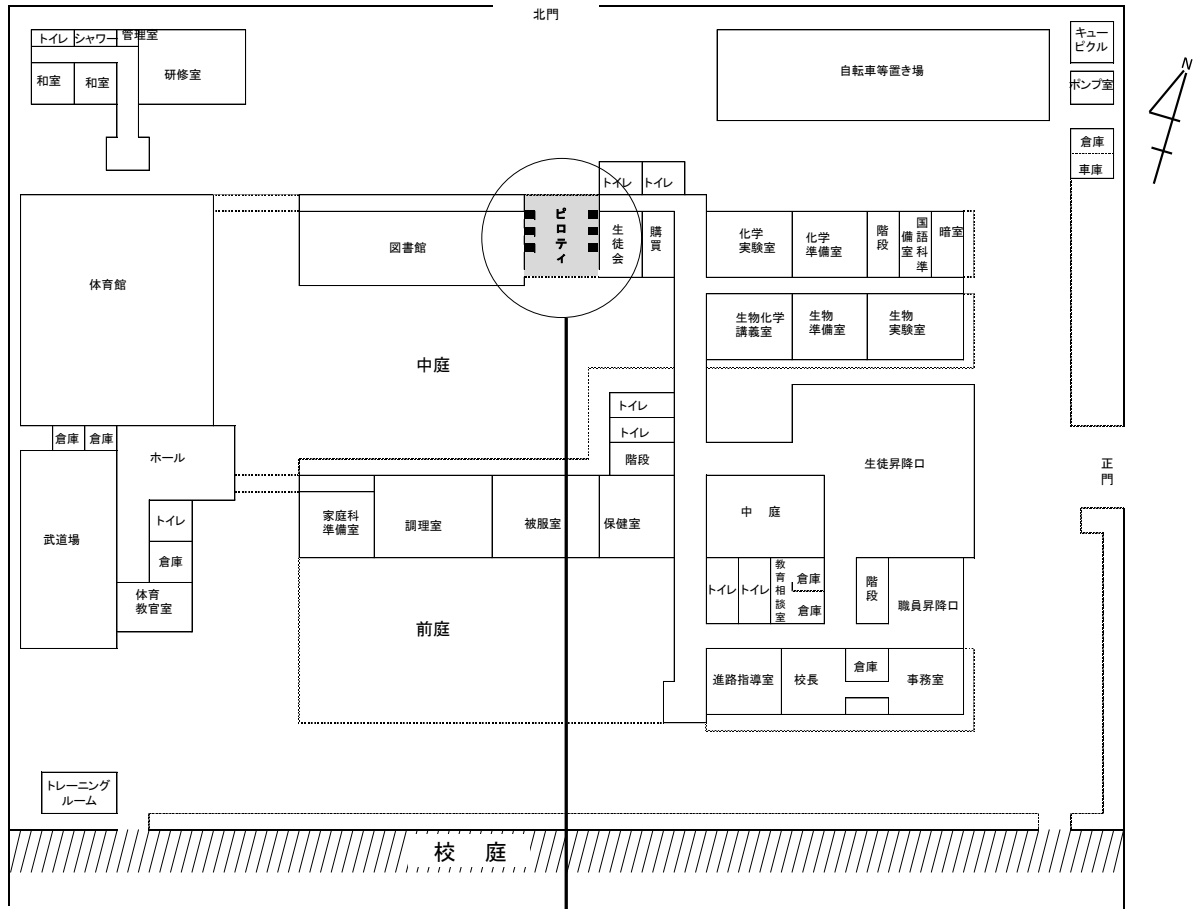 北門
トイレ
シャワー
管理室
和室
和室
研修室
自転車等置き場
キュー
ビクル
ポンプ室
倉庫
車庫
N
トイレ
トイレ
体育館
図書館
ピロティ
生徒会
購買
化学
実験室
化学
準備室
階段
国語科準
備室
暗室
生物化学
講義室
生物
準備室
生物
実験室
中庭
トイレ
トイレ
階段
生徒昇降口
正門
倉庫
倉庫
ホール
武道場
トイレ
倉庫
体育
教官室
家庭科
準備室
調理室
被服室
保健室
中 庭
トイレ
トイレ
教育相談室
倉庫
倉庫
階段
職員昇降口
前庭
進路指導室
校長
倉庫
事務室
トレーニング
ルーム
校 庭